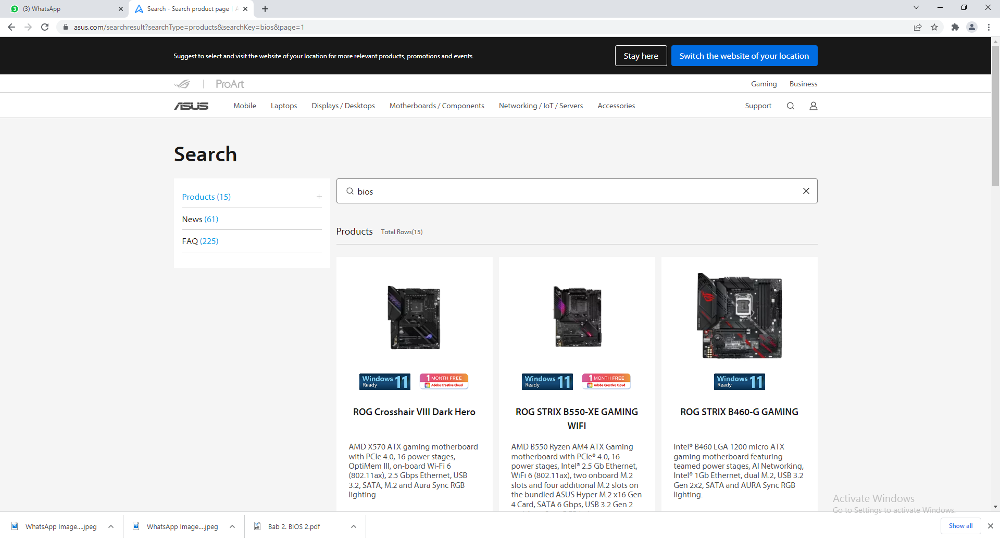 (3) WhatsApp
Search - Search product page | A
asus.com/searchresult?searchType=products&searchKey=bios&page=1
Suggest to select and visit the website of your location for more relevant products, promotions and events.
Stay here
Switch the website of your location
ProArt
Gaming
Business
ASUS
Mobile
Laptops
Displays / Desktops
Motherboards / Components
Networking / IoT / Servers
Accessories
Support
Search
Products (15)
News (61)
FAQ (225)
bios
Products
Total Rows(15)
Windows 11
Ready
1 MONTH FREE
Adobe Creative Cloud
ROG Crosshair VIII Dark Hero
AMD X570 ATX gaming motherboard
with PCIe 4.0, 16 power stages,
OptiMem III, on-board Wi-Fi 6
(802.11ax), 2.5 Gbps Ethernet, USB
3.2, SATA, M.2 and Aura Sync RGB
lighting
Windows 11
Ready
1 MONTH FREE
Adobe Creative Cloud
ROG STRIX B550-XE GAMING
WIFI
AMD B550 Ryzen AM4 ATX Gaming
motherboard with PCIe® 4.0, 16
power stages, Intel® 2.5 Gb Ethernet,
WiFi 6 (802.11ax), two onboard M.2
slots and four additional M.2 slots on
the bundled ASUS Hyper M.2 x16 Gen
4 Card, SATA 6 Gbps, USB 3.2 Gen 2
Windows 11
Ready
ROG STRIX B460-G GAMING
Intel® B460 LGA 1200 micro ATX
gaming motherboard featuring
teamed power stages, AI Networking,
Intel® 1Gb Ethernet, dual M.2, USB 3.2
Gen 2x2, SATA and AURA Sync RGB
lighting.
Activate Windows
Go to Settings to activate Windows.
WhatsApp Image....jpeg
WhatsApp Image....jpeg
Bab 2. BIOS 2.pdf
Show all